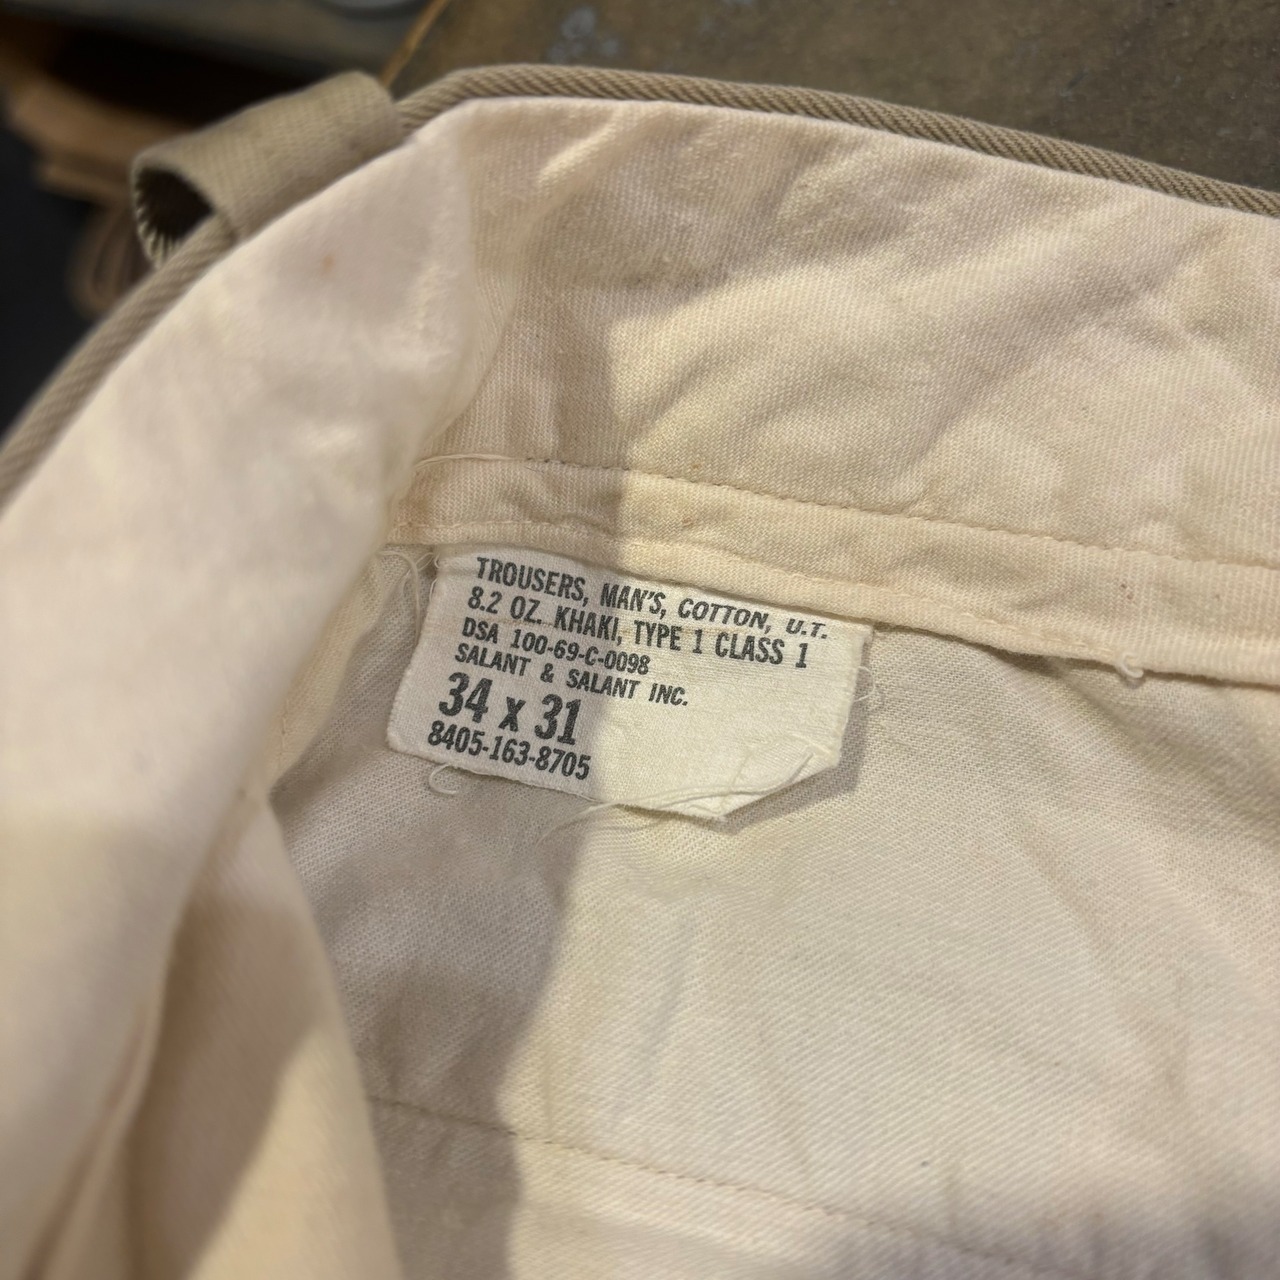 TROUSERS, MAN'S, COTTON, U.T.
8.2 OZ. KHAKI, TYPE 1 CLASS 1
DSA 100-69-C-0098
SALANT & SALANT INC.
34 x 31
8405-163-8705